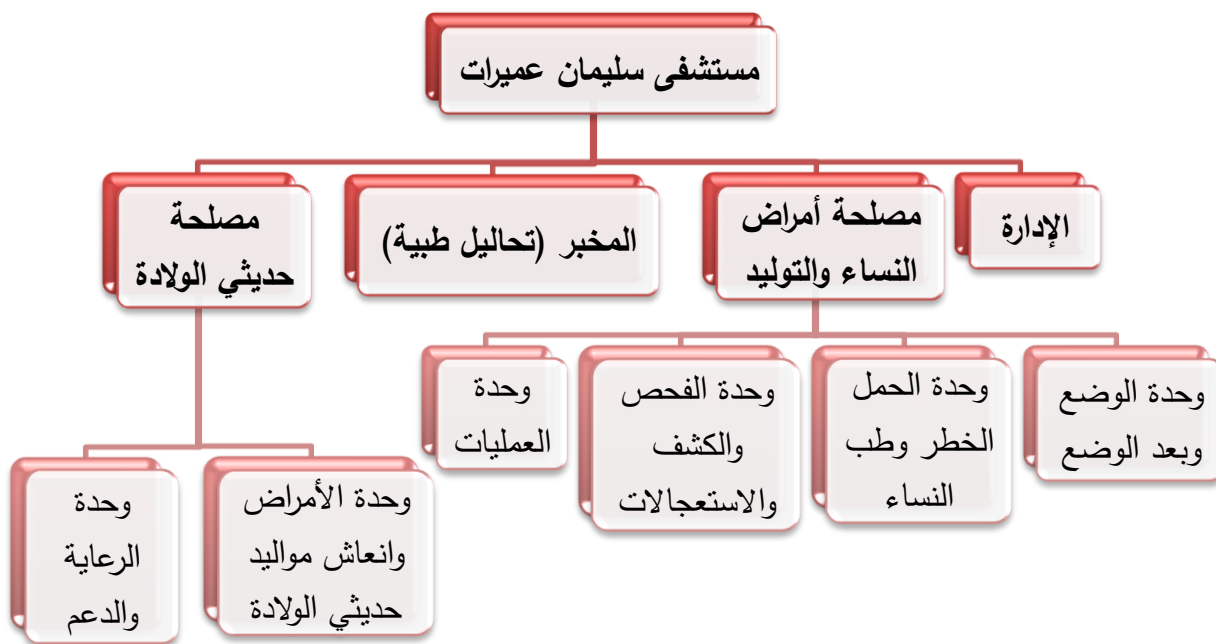 مستشفى سليمان عميرات
الإدارة
مصلحة أمراض
النساء والتوليد
المخبر (تحاليل طبية)
مصلحة
حديثي الولادة
وحدة الوضع
وبعد الوضع
وحدة الحمل
الخطر وطب
النساء
وحدة الفحص
والكشف
والاستعجالات
وحدة
العمليات
وحدة الأمراض
وانعاش مواليد
حديثي الولادة
وحدة
الرعاية
والدعم